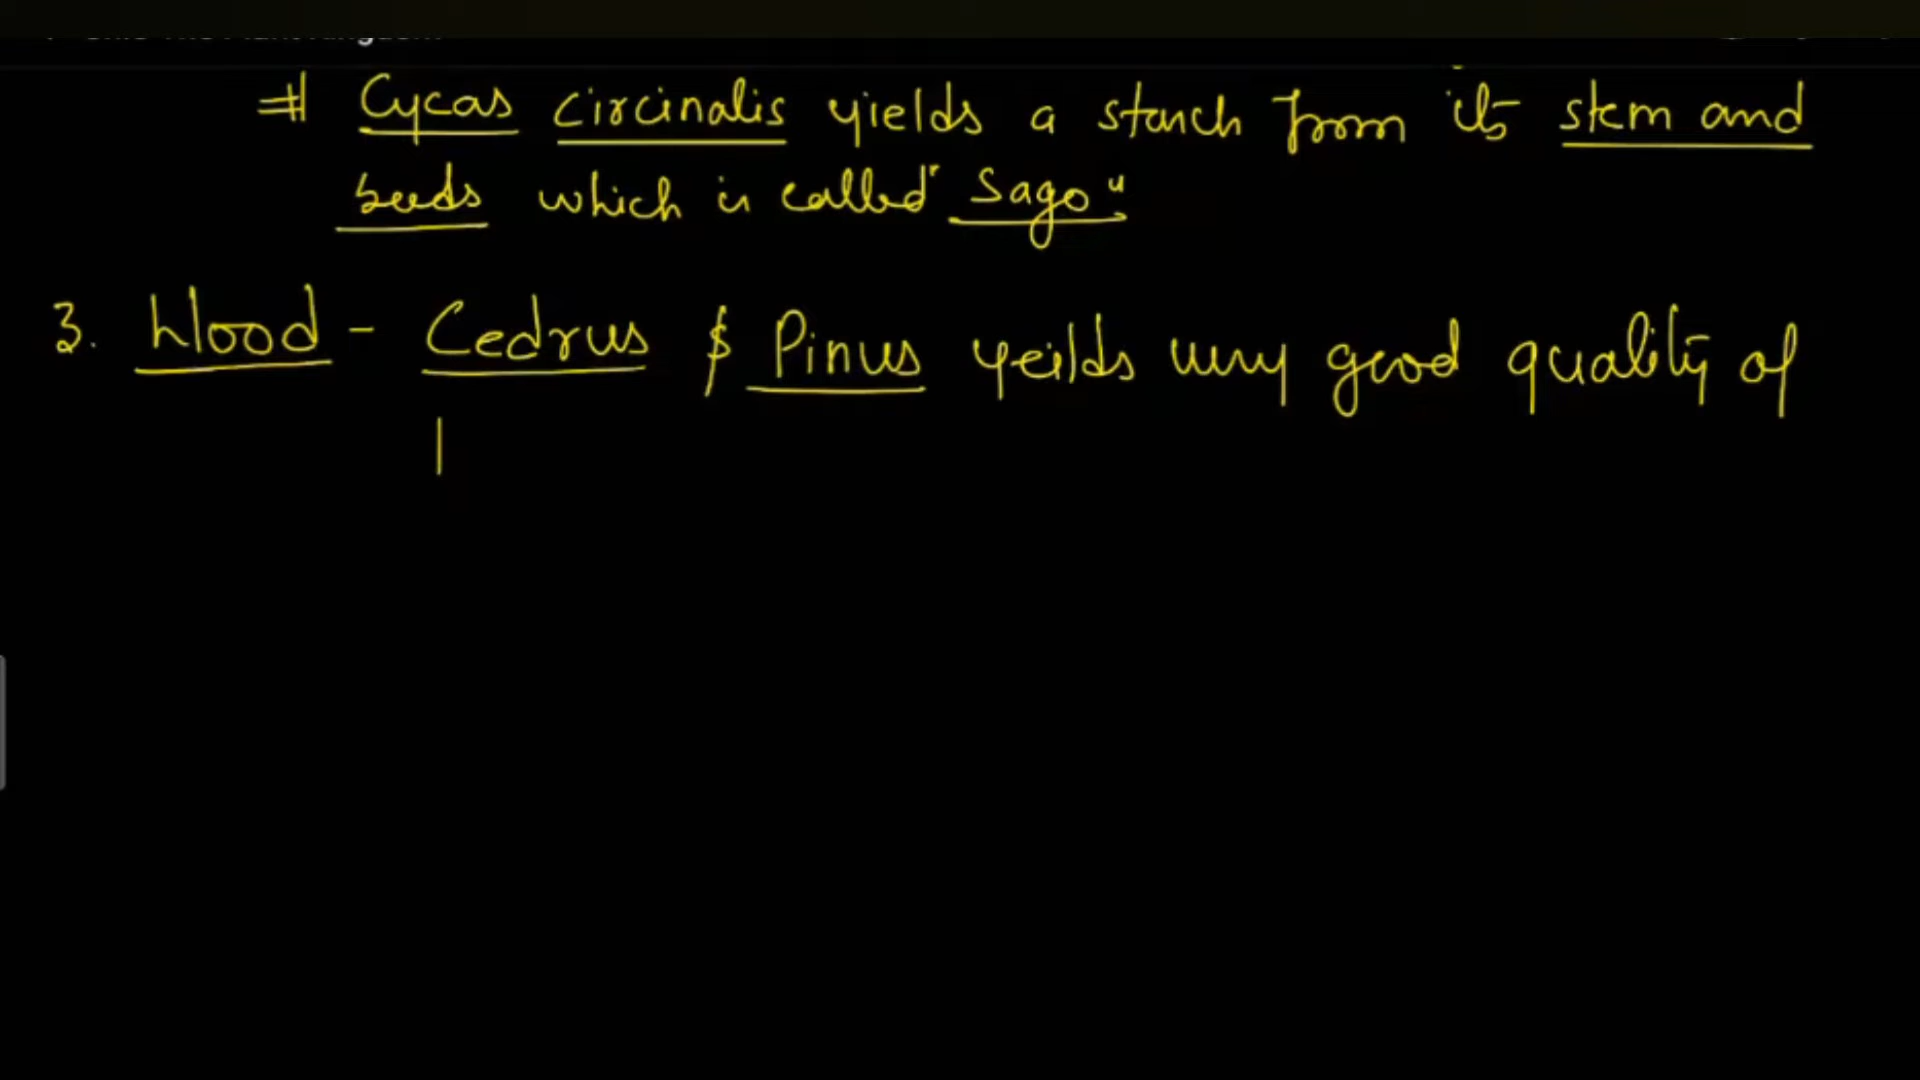 # Cycas circinalis yields a starch from its stem and
seeds which is called "Sago"
3. Wood - Cedrus & Pinus yeilds very good quality of